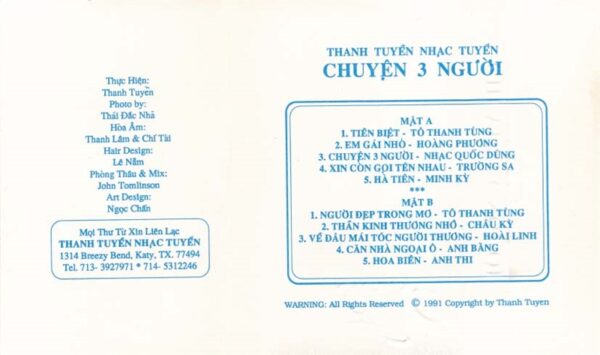 Thực Hiện:
Thanh Tuyền
Photo by:
Thái Đắc Nhã
Hòa Âm:
Thanh Lâm & Chí Tài
Hair Design:
Lê Nắm
Phòng Thâu & Mix:
John Tomlinson
Art Design:
Ngọc Chấn
Mọi Thư Từ Xin Liên Lạc
THANH TUYỀN NHẠC TUYỂN
1314 Breezy Bend, Katy, TX. 77494
Tel. 713- 3927971 * 714- 5312246
THANH TUYỀN NHẠC TUYỂN
CHUYỆN 3 NGƯỜI
MẶT A
1. TIỄN BIỆT - TÔ THANH TÙNG
2. EM GÁI NHỎ - HOÀNG PHƯƠNG
3. CHUYỆN 3 NGƯỜI - NHẠC QUỐC DŨNG
4. XIN CÒN GỌI TÊN NHAU - TRƯỜNG SA
5. HÀ TIÊN - MINH KỲ
***
MẶT B
1. NGƯỜI ĐẸP TRONG MƠ - TÔ THANH TÙNG
2. THẦN KINH THƯƠNG NHỚ - CHÂU KỲ
3. VỀ ĐÂU MÁI TÓC NGƯỜI THƯƠNG - HOÀI LINH
4. CĂN NHÀ NGOẠI Ô - ANH BẰNG
5. HOA BIỂN - ANH THI
WARNING: All Rights Reserved © 1991 Copyright by Thanh Tuyen